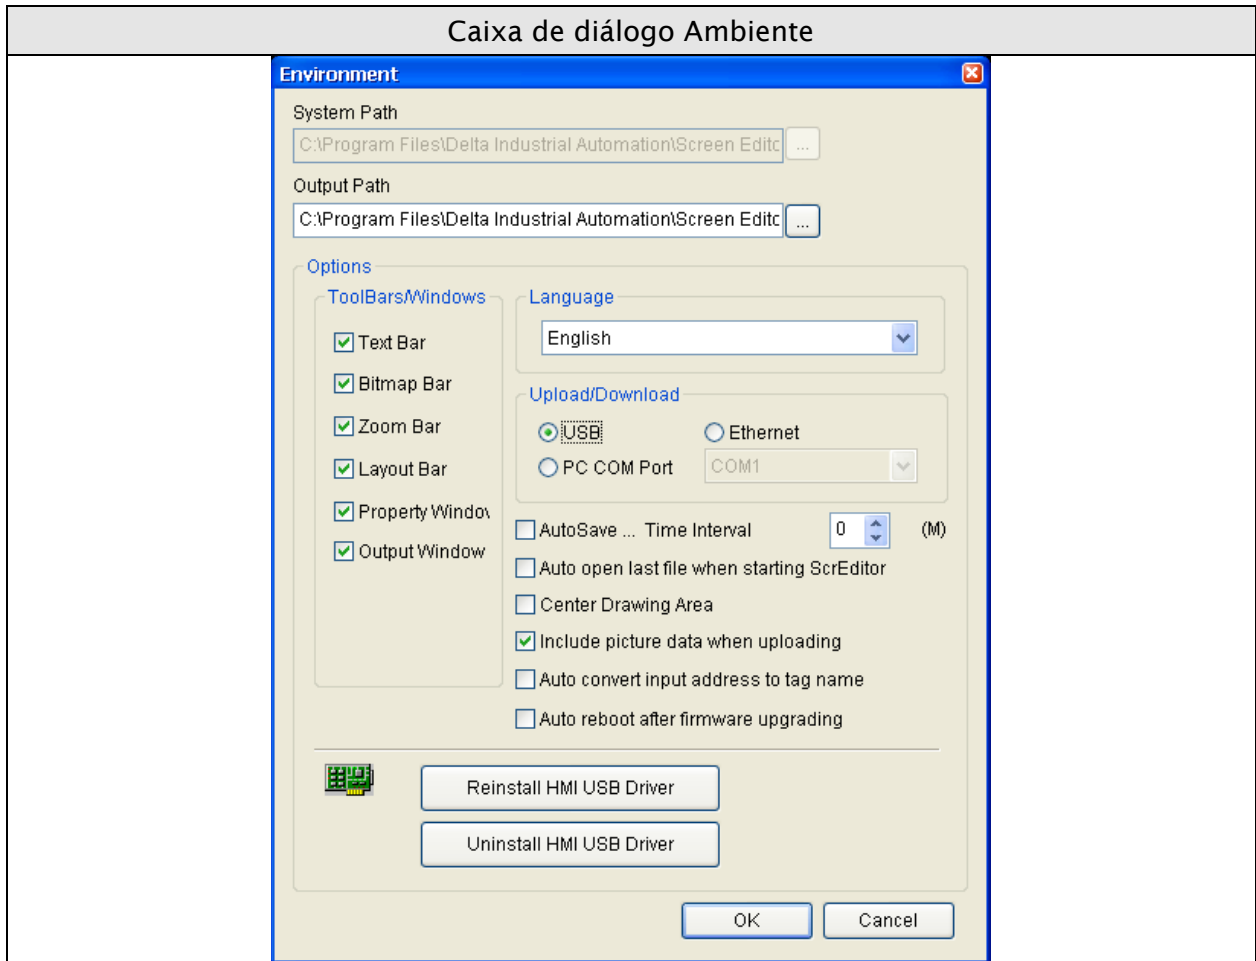 Caixa de diálogo Ambiente
Environment
System Path
C:\Program Files\Delta Industrial Automation\Screen Editc ...
Output Path
C:\Program Files\Delta Industrial Automation\Screen Editc ...
Options
ToolBars/Windows
Text Bar
Bitmap Bar
Zoom Bar
Layout Bar
Property Windov
Output Window
Language
English
Upload/Download
USB Ethernet
PC COM Port COM1
AutoSave ... Time Interval 0 (M)
Auto open last file when starting ScrEditor
Center Drawing Area
Include picture data when uploading
Auto convert input address to tag name
Auto reboot after firmware upgrading
Reinstall HMI USB Driver
Uninstall HMI USB Driver
OK Cancel